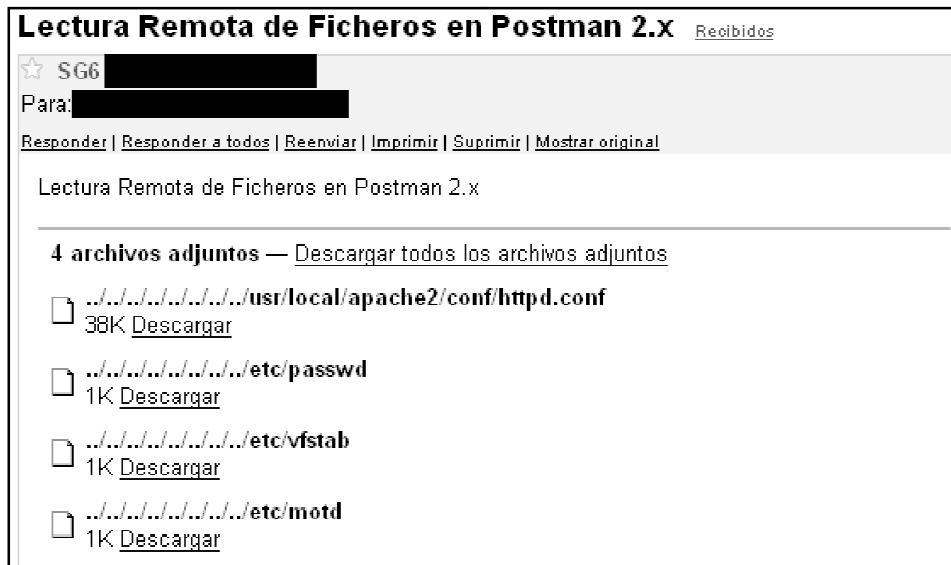 Lectura Remota de Ficheros en Postman 2.x Recibidos
SG6
Para:
Responder | Responder a todos | Reenviar | Imprimir | Suprimir | Mostrar original
Lectura Remota de Ficheros en Postman 2.x
4 archivos adjuntos — Descargar todos los archivos adjuntos
../../../../../../../../usr/local/apache2/conf/httpd.conf
38K Descargar
../../../../../../../../etc/passwd
1K Descargar
../../../../../../../../etc/vfstab
1K Descargar
../../../../../../../../etc/motd
1K Descargar